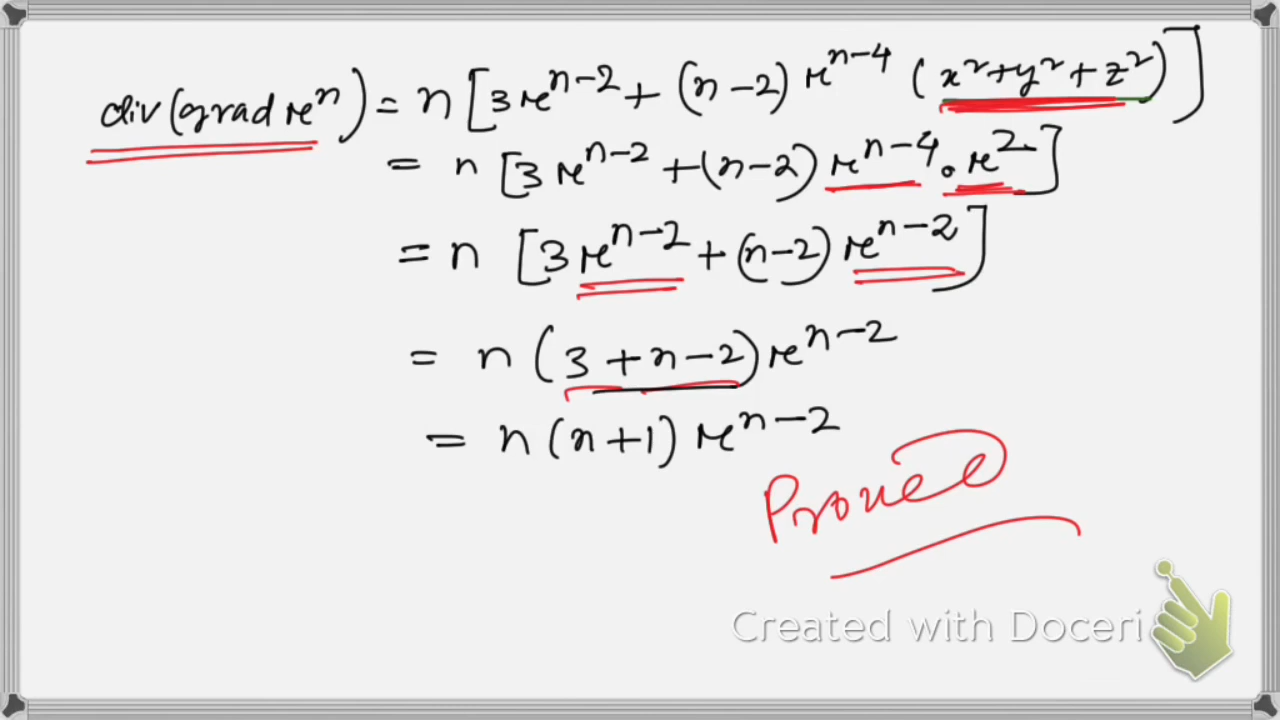 div(grad r^n) = n[3r^{n-2} + (n-2) r^{n-4} (x²+y²+z²)]
= n [3r^{n-2} + (n-2) r^{n-4} . r²]
= n [3r^{n-2} + (n-2) r^{n-2}]
= n (3+n-2) r^{n-2}
= n (n+1) r^{n-2}
Proved
Created with Doceri